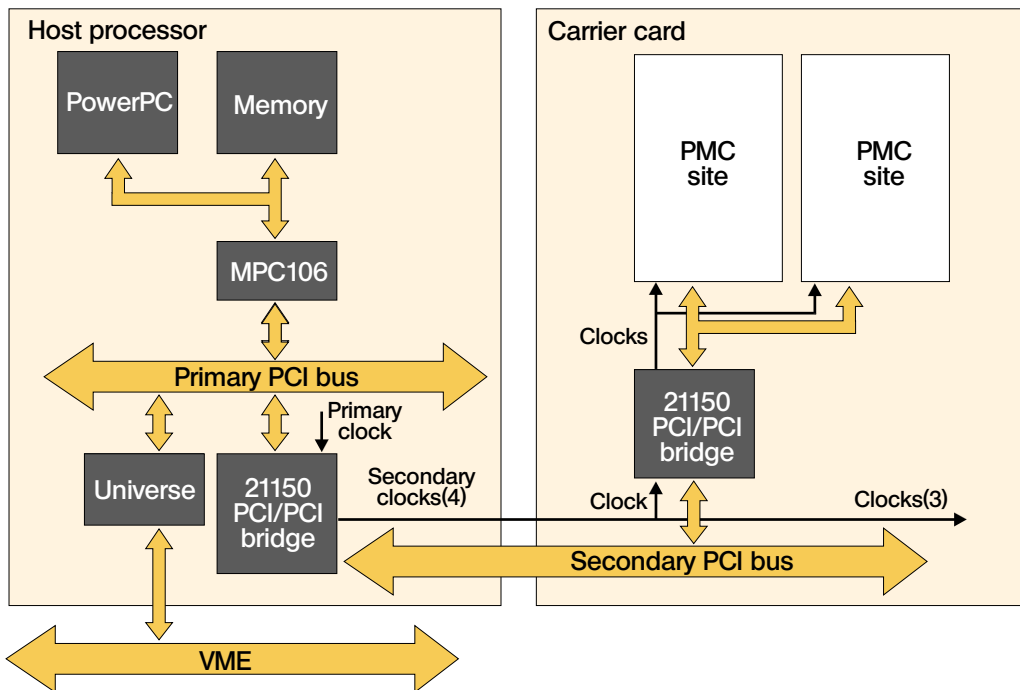 Host processor
PowerPC
Memory
MPC106
Primary PCI bus
Primary
clock
Universe
21150
PCI/PCI
bridge
Secondary
clocks(4)
VME
Carrier card
PMC
site
PMC
site
Clocks
21150
PCI/PCI
bridge
Clock
Clocks(3)
Secondary PCI bus